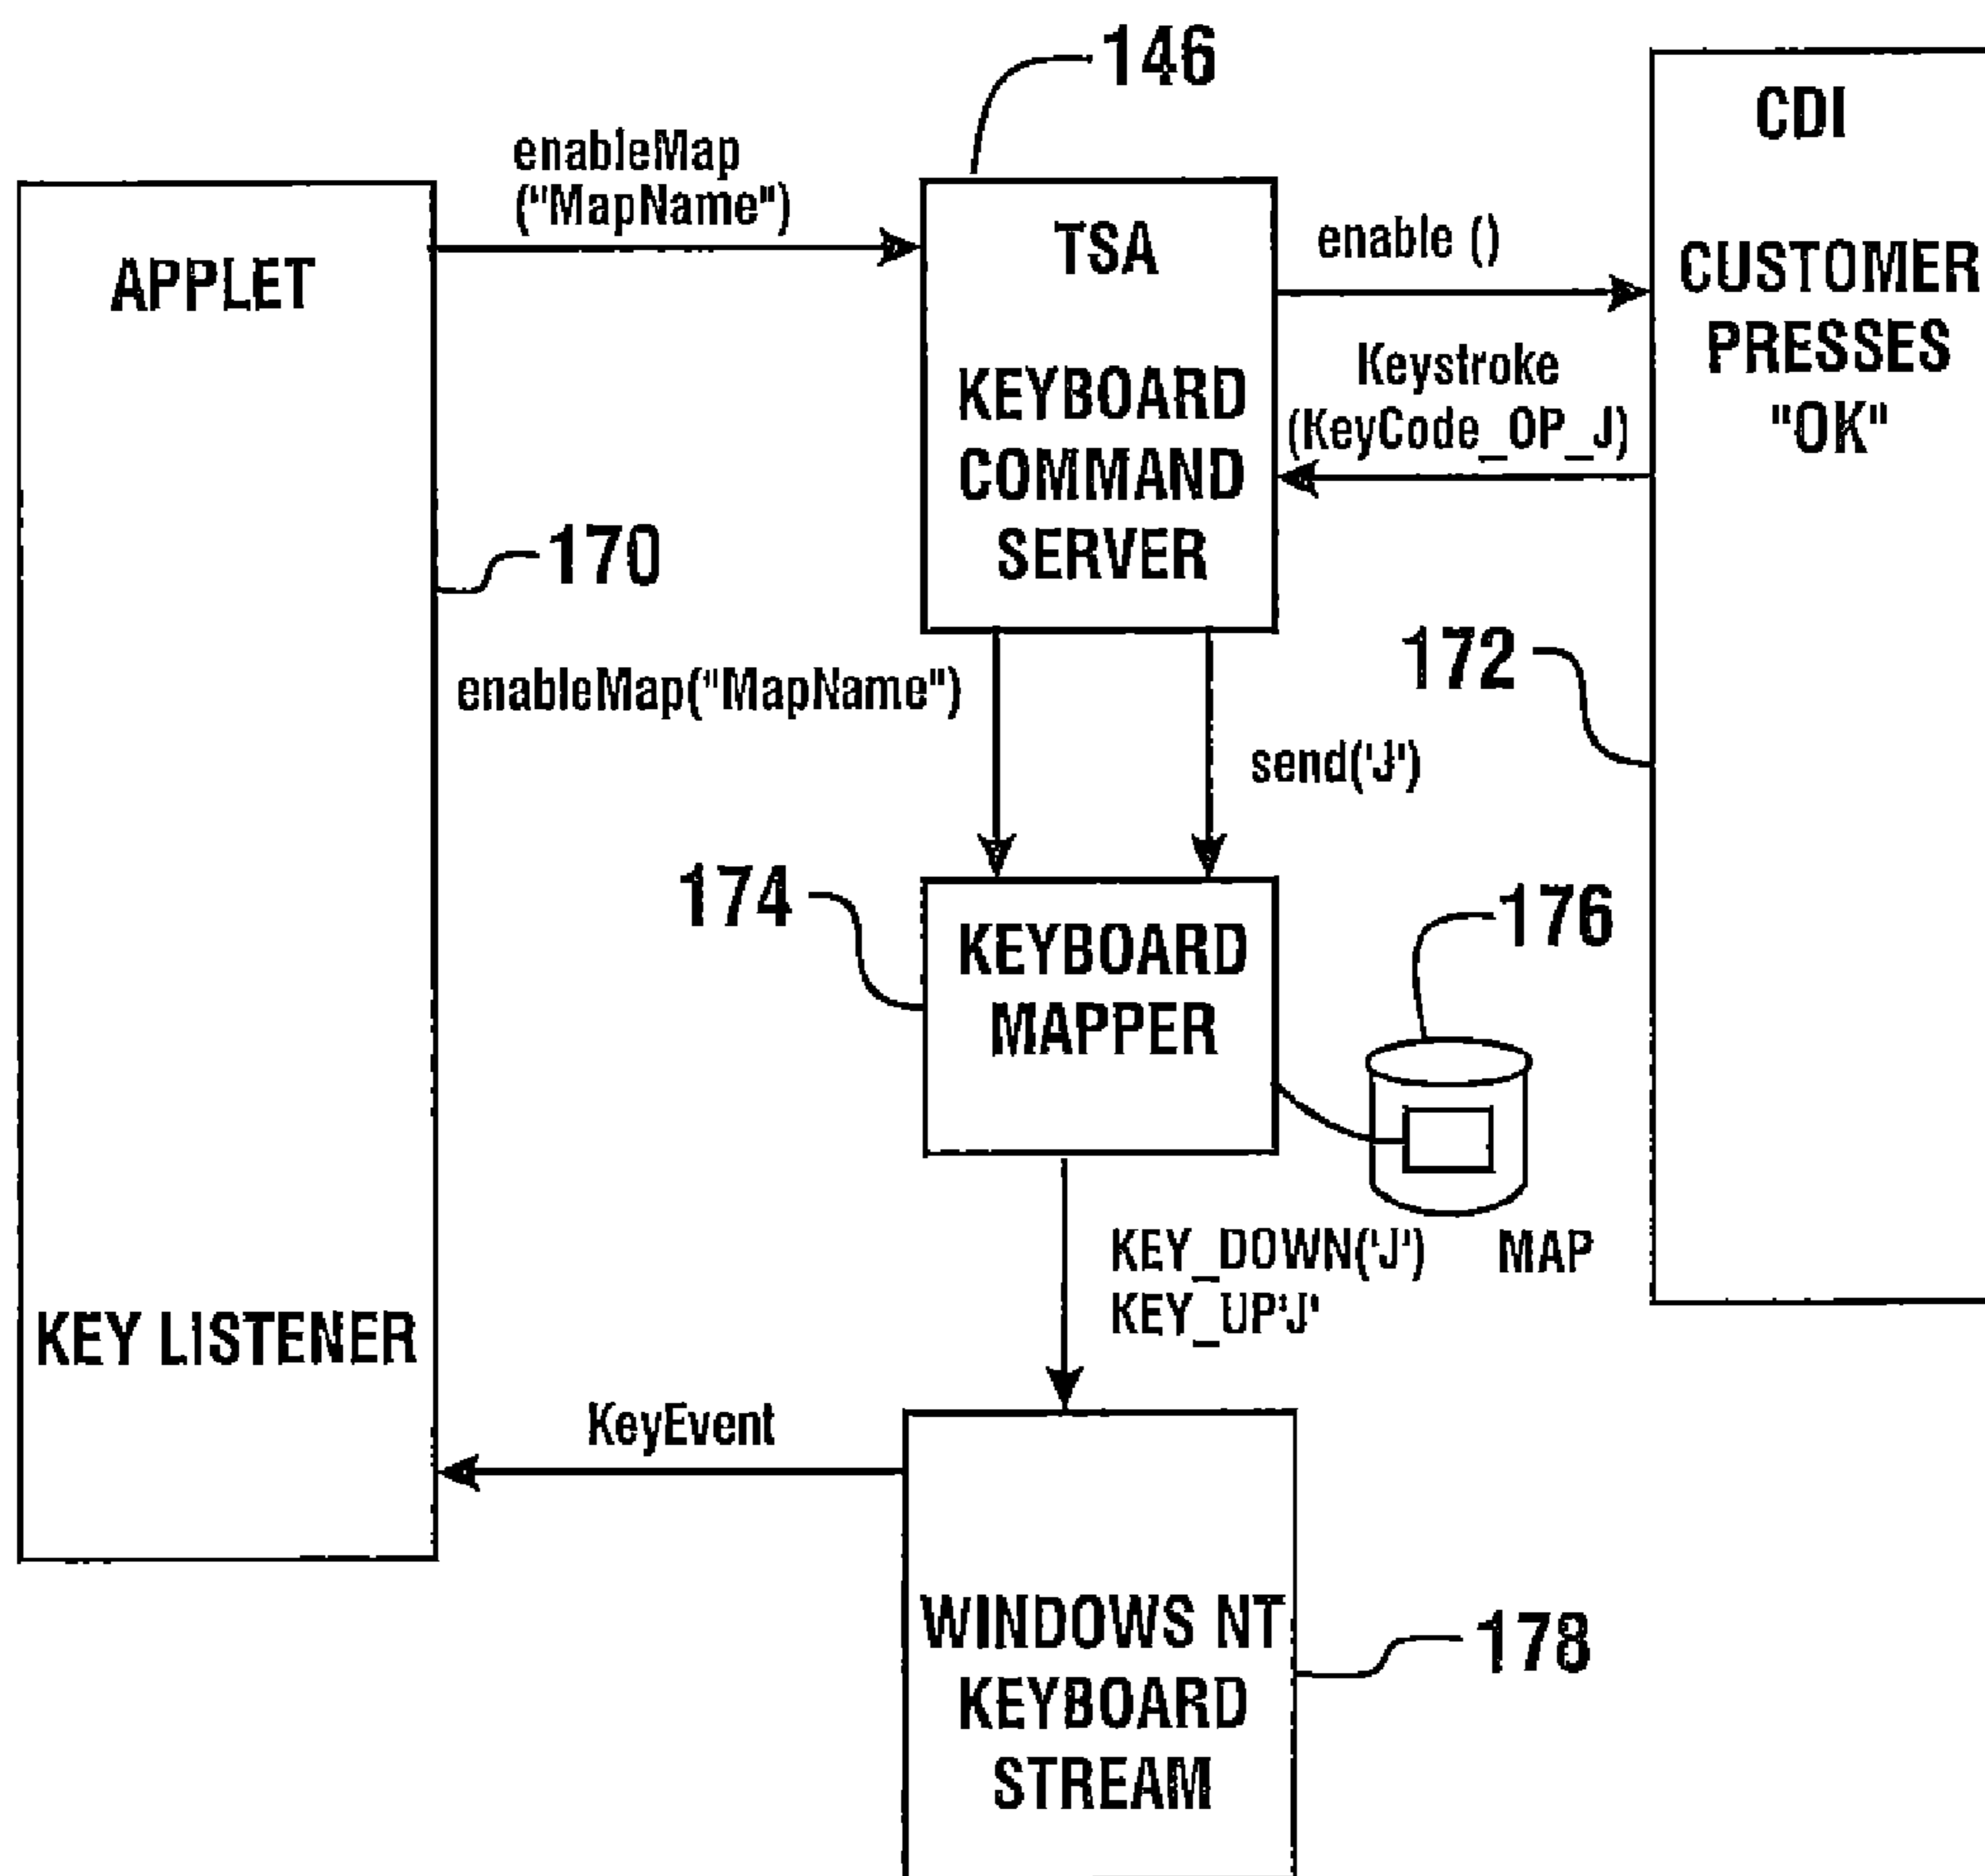 146
CDI
enableMap
("MapName")
APPLET
TSA
enable ()
CUSTOMER
PRESSES
"OK"
Keystroke
(KeyCode_OP_J)
KEYBOARD
COMMAND
SERVER
170
172
enableMap("MapName")
send('J')
174
176
KEYBOARD
MAPPER
KEY_DOWN('J')
KEY_UP'J'
MAP
KEY LISTENER
KeyEvent
WINDOWS NT
KEYBOARD
STREAM
178